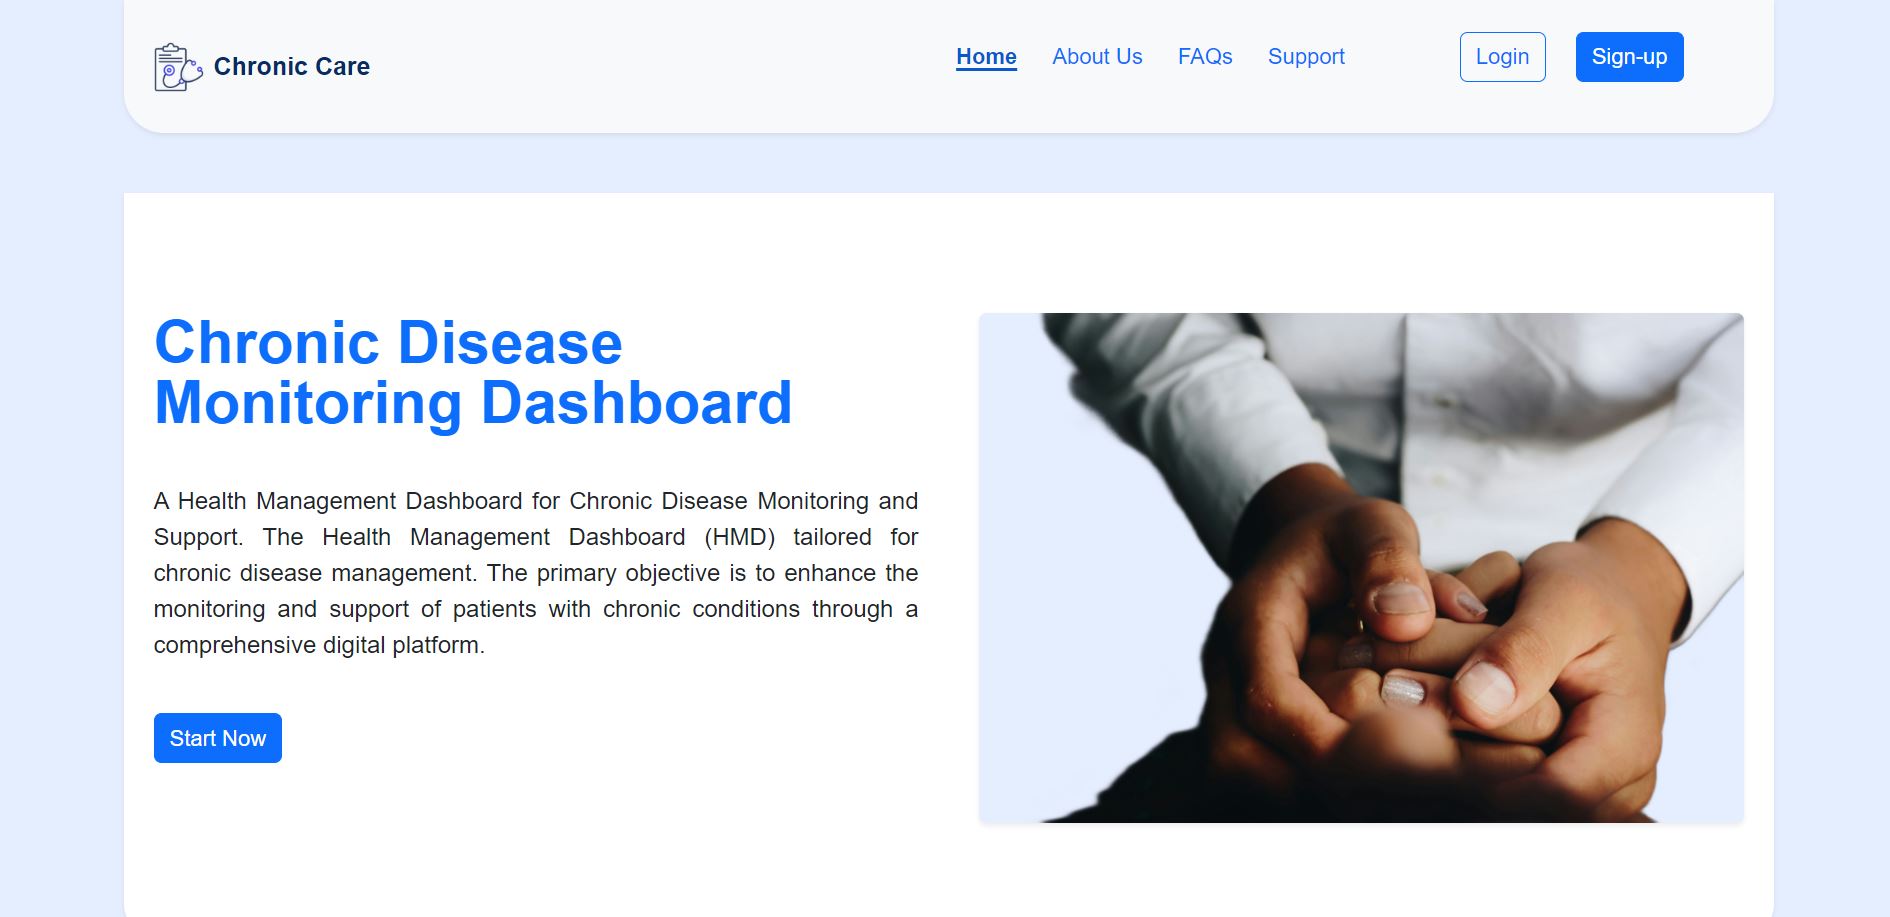 Chronic Care
Home
About Us
FAQs
Support
Login
Sign-up
Chronic Disease
Monitoring Dashboard
A Health Management Dashboard for Chronic Disease Monitoring and
Support. The Health Management Dashboard (HMD) tailored for
chronic disease management. The primary objective is to enhance the
monitoring and support of patients with chronic conditions through a
comprehensive digital platform.
Start Now